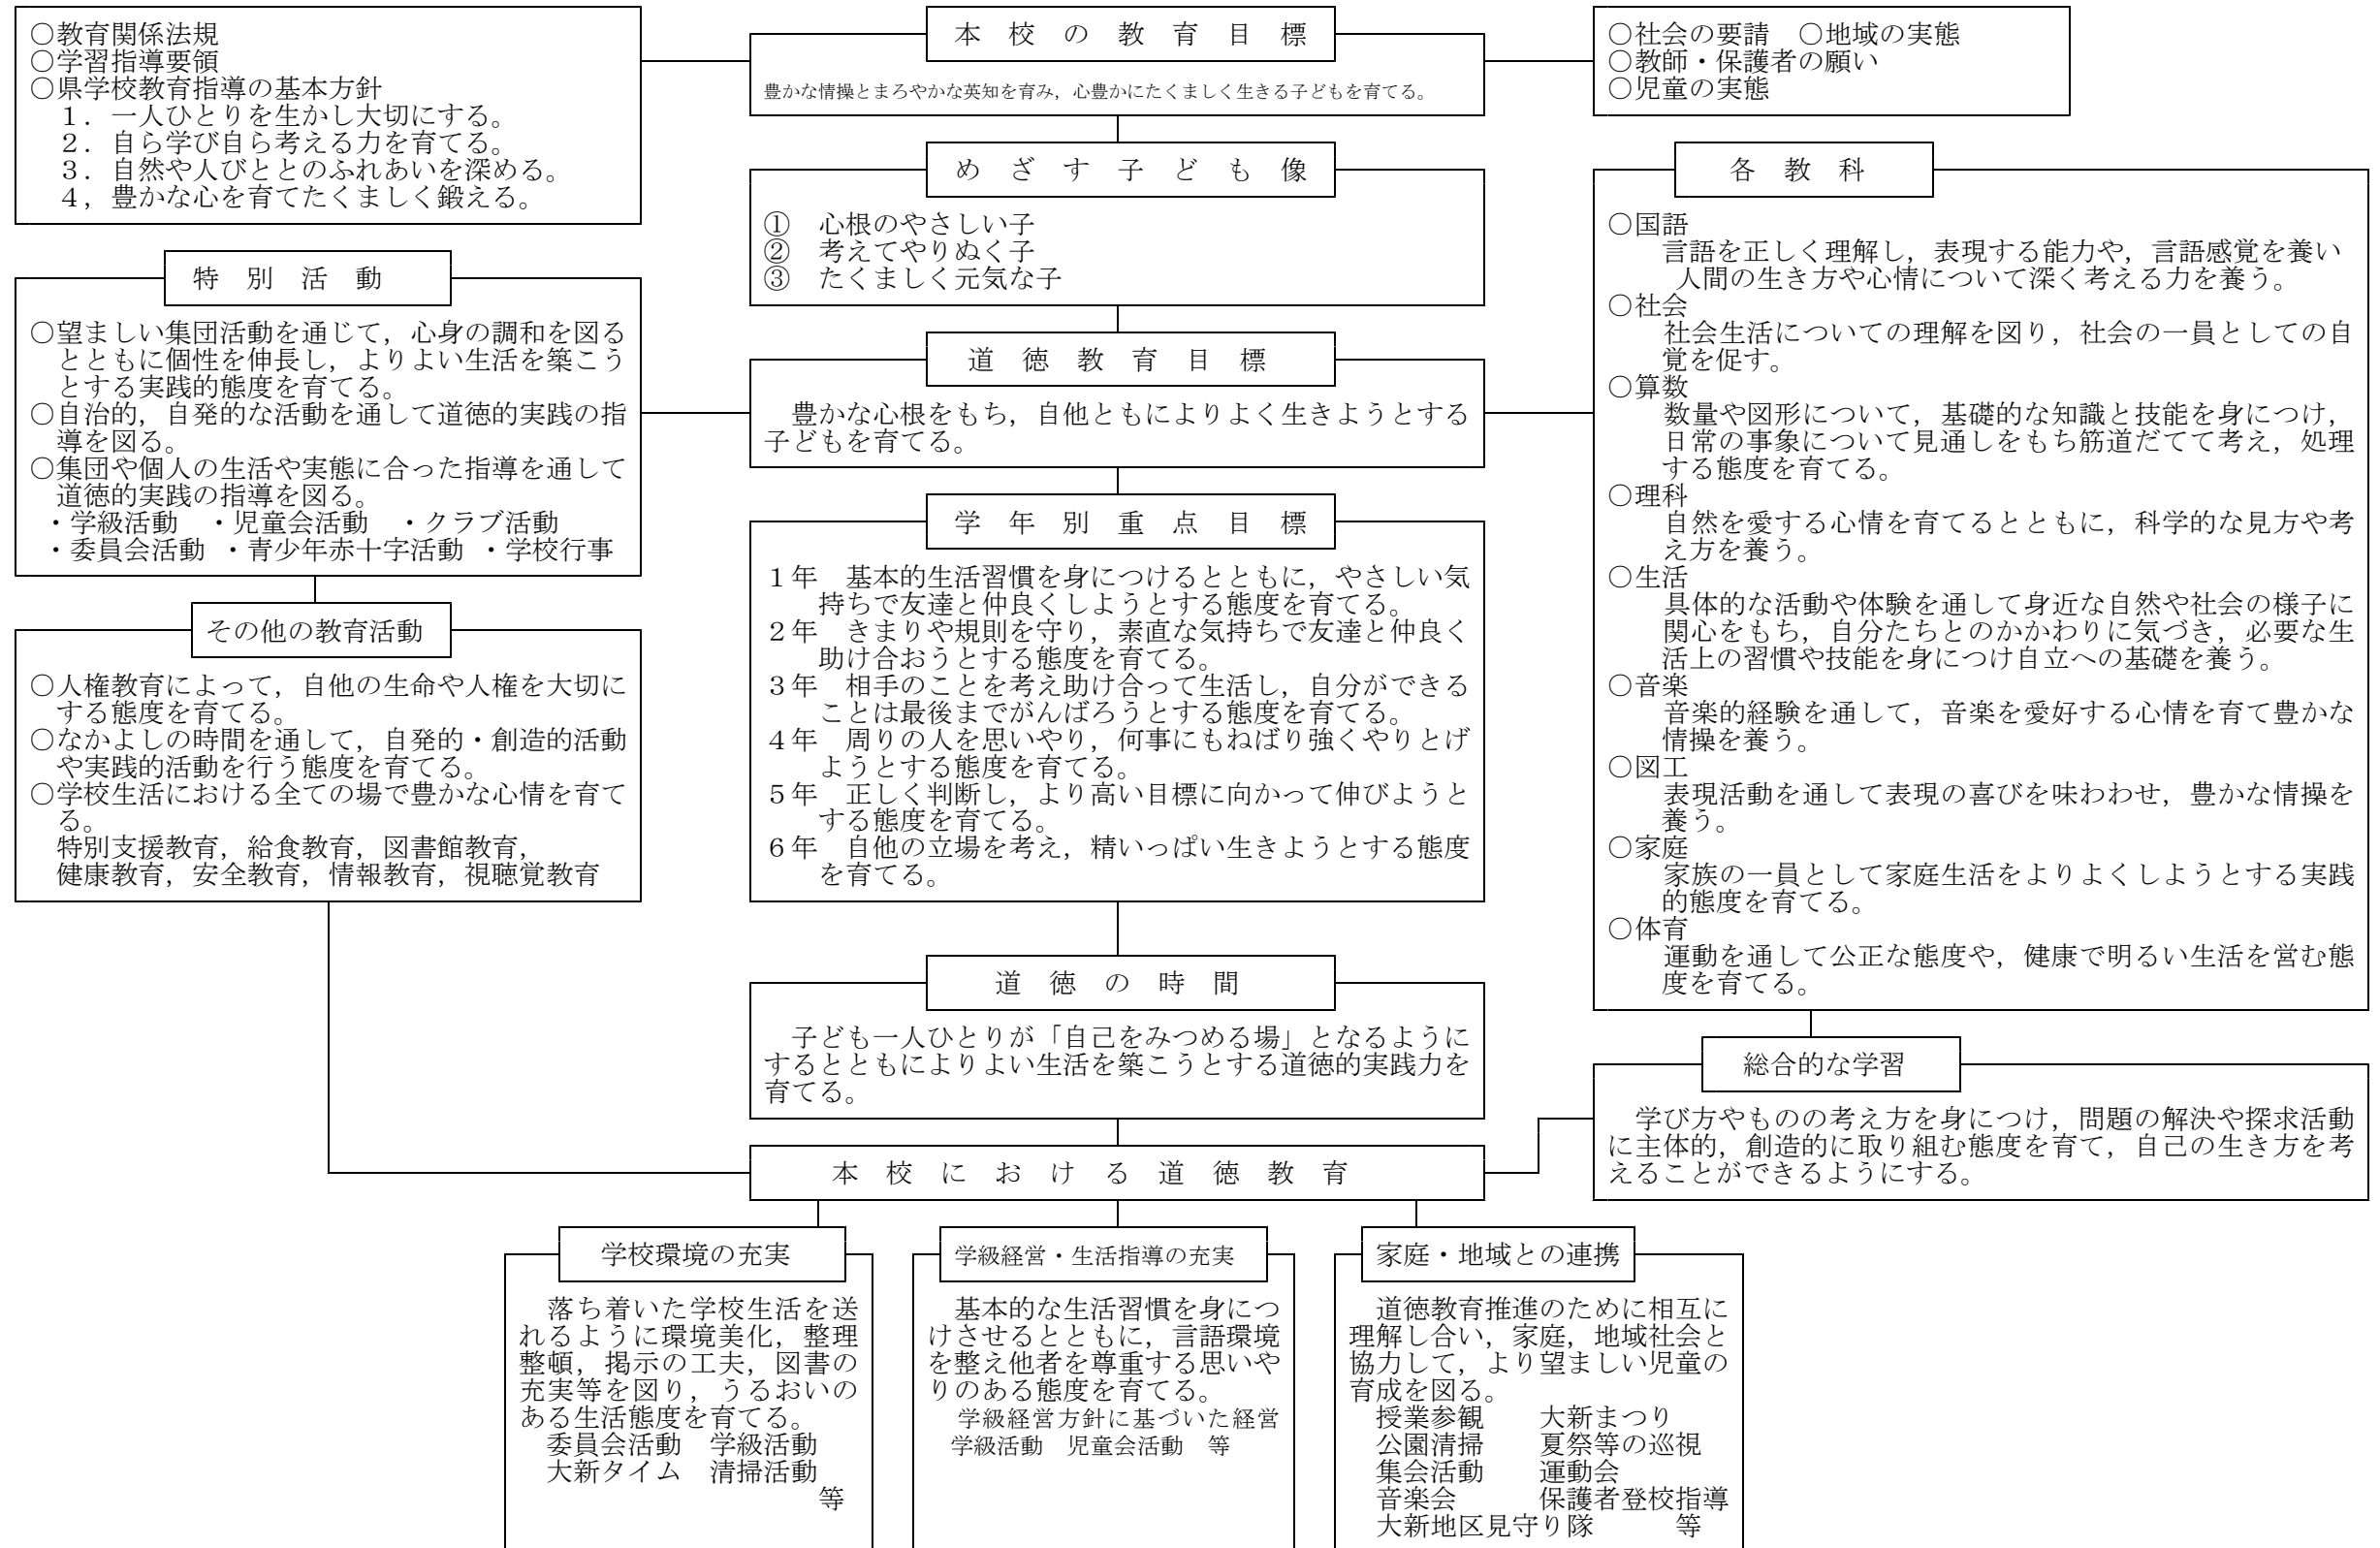 ○教育関係法規
○学習指導要領
○県学校教育指導の基本方針
１．一人ひとりを生かし大切にする。
２．自ら学び自ら考える力を育てる。
３．自然や人びととのふれあいを深める。
４，豊かな心を育てたくましく鍛える。
本　校　の　教　育　目　標
豊かな情操とまろやかな英知を育み，心豊かにたくましく生きる子どもを育てる。
○社会の要請　○地域の実態
○教師・保護者の願い
○児童の実態
め　ざ　す　子　ど　も　像
①　心根のやさしい子
②　考えてやりぬく子
③　たくましく元気な子
特　別　活　動
○望ましい集団活動を通じて，心身の調和を図る
とともに個性を伸長し，よりよい生活を築こう
とする実践的態度を育てる。
○自治的，自発的な活動を通して道徳的実践の指
導を図る。
○集団や個人の生活や実態に合った指導を通して
道徳的実践の指導を図る。
・学級活動　・児童会活動　・クラブ活動
・委員会活動　・青少年赤十字活動　・学校行事
道　徳　教　育　目　標
豊かな心根をもち，自他ともによりよく生きようとする
子どもを育てる。
学　年　別　重　点　目　標
１年　基本的生活習慣を身につけるとともに，やさしい気
持ちで友達と仲良くしようとする態度を育てる。
２年　きまりや規則を守り，素直な気持ちで友達と仲良く
助け合おうとする態度を育てる。
３年　相手のことを考え助け合って生活し，自分ができる
ことは最後までがんばろうとする態度を育てる。
４年　周りの人を思いやり，何事にもねばり強くやりとげ
ようとする態度を育てる。
５年　正しく判断し，より高い目標に向かって伸びようと
する態度を育てる。
６年　自他の立場を考え，精いっぱい生きようとする態度
を育てる。
その他の教育活動
○人権教育によって，自他の生命や人権を大切に
する態度を育てる。
○なかよしの時間を通して，自発的・創造的活動
や実践的活動を行う態度を育てる。
○学校生活における全ての場で豊かな心情を育て
る。
特別支援教育，給食教育，図書館教育，
健康教育，安全教育，情報教育，視聴覚教育
各　教　科
○国語
言語を正しく理解し，表現する能力や，言語感覚を養い
人間の生き方や心情について深く考える力を養う。
○社会
社会生活についての理解を図り，社会の一員としての自
覚を促す。
○算数
数量や図形について，基礎的な知識と技能を身につけ，
日常の事象について見通しをもち筋道だてて考え，処理
する態度を育てる。
○理科
自然を愛する心情を育てるとともに，科学的な見方や考
え方を養う。
○生活
具体的な活動や体験を通して身近な自然や社会の様子に
関心をもち，自分たちとのかかわりに気づき，必要な生
活上の習慣や技能を身につけ自立への基礎を養う。
○音楽
音楽的経験を通して，音楽を愛好する心情を育て豊かな
情操を養う。
○図工
表現活動を通して表現の喜びを味わわせ，豊かな情操を
養う。
○家庭
家族の一員として家庭生活をよりよくしようとする実践
的態度を育てる。
○体育
運動を通して公正な態度や，健康で明るい生活を営む態
度を育てる。
道　徳　の　時　間
子ども一人ひとりが「自己をみつめる場」となるように
するとともによりよい生活を築こうとする道徳的実践力を
育てる。
総合的な学習
学び方やものの考え方を身につけ，問題の解決や探求活動
に主体的，創造的に取り組む態度を育て，自己の生き方を考
えることができるようにする。
本　校　に　お　け　る　道　徳　教　育
学校環境の充実
落ち着いた学校生活を送
れるように環境美化，整理
整頓，掲示の工夫，図書の
充実等を図り，うるおいの
ある生活態度を育てる。
委員会活動　学級活動
大新タイム　清掃活動
等
学級経営・生活指導の充実
基本的な生活習慣を身につ
けさせるとともに，言語環境
を整え他者を尊重する思いや
りのある態度を育てる。
学級経営方針に基づいた経営
学級活動　児童会活動　等
家庭・地域との連携
道徳教育推進のために相互に
理解し合い，家庭，地域社会と
協力して，より望ましい児童の
育成を図る。
授業参観　　大新まつり
公園清掃　　夏祭等の巡視
集会活動　　運動会
音楽会　　　保護者登校指導
大新地区見守り隊　　　等